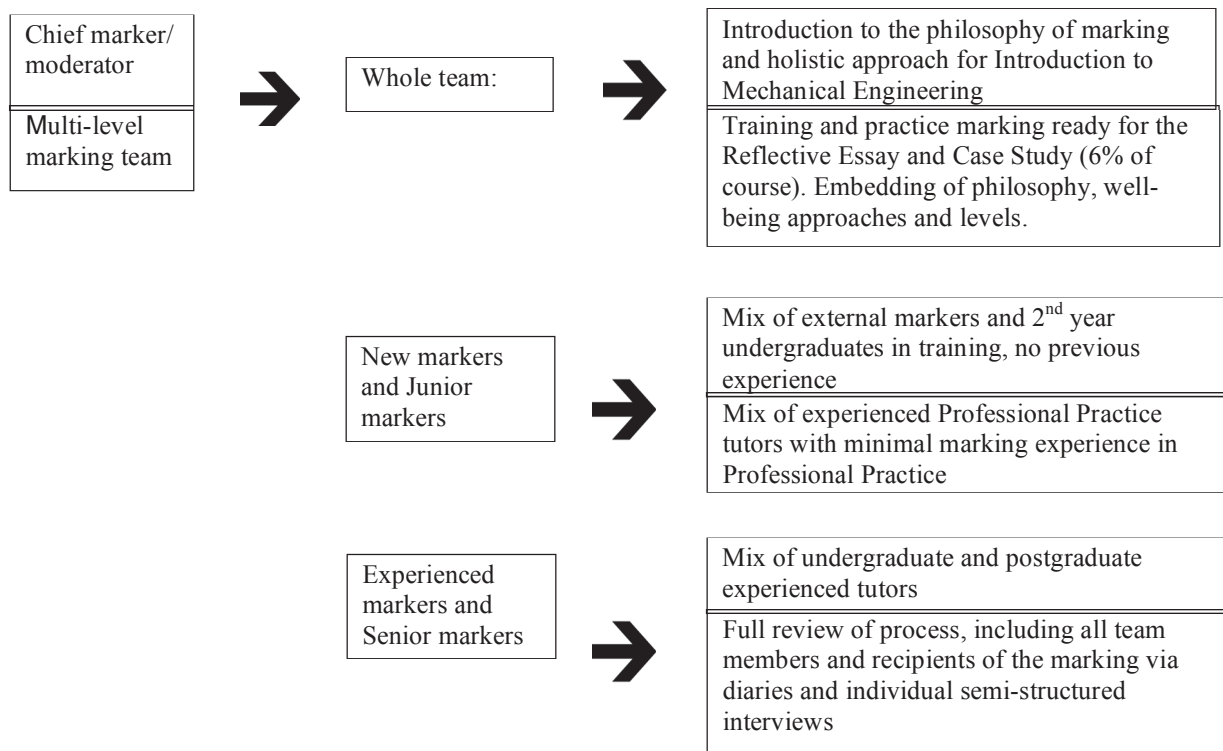 Chief marker/
moderator
Multi-level
marking team
Whole team:
Introduction to the philosophy of marking
and holistic approach for Introduction to
Mechanical Engineering
Training and practice marking ready for the
Reflective Essay and Case Study (6% of
course). Embedding of philosophy, well-
being approaches and levels.
New markers
and Junior
markers
Mix of external markers and 2nd year
undergraduates in training, no previous
experience
Mix of experienced Professional Practice
tutors with minimal marking experience in
Professional Practice
Experienced
markers and
Senior markers
Mix of undergraduate and postgraduate
experienced tutors
Full review of process, including all team
members and recipients of the marking via
diaries and individual semi-structured
interviews